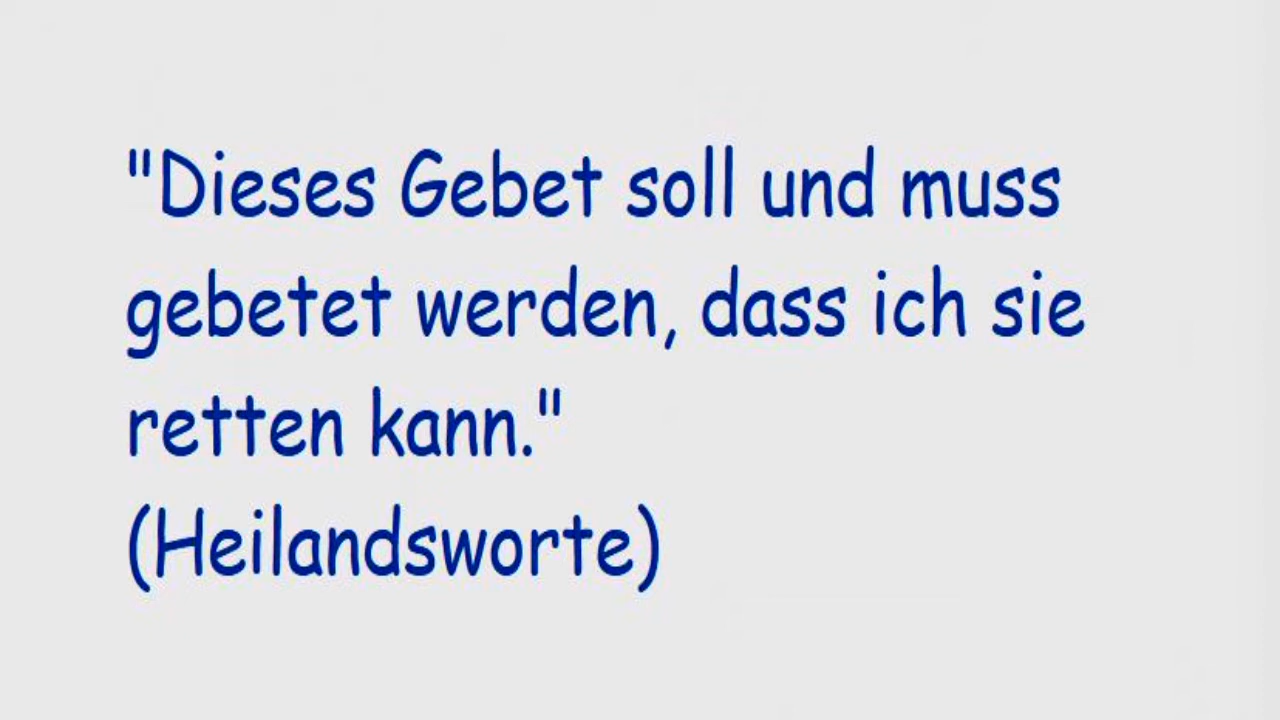 "Dieses Gebet soll und muss
gebetet werden, dass ich sie
retten kann."
(Heilandsworte)